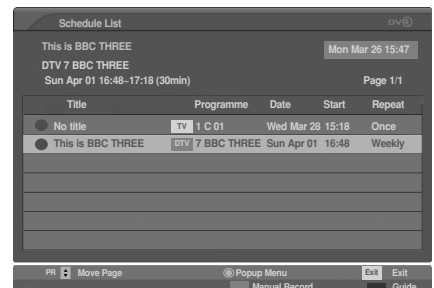 Schedule List
This is BBC THREE
Mon Mar 26 15:47
DTV 7 BBC THREE
Sun Apr 01 16:48~17:18 (30min) Page 1/1
Title Programme Date Start Repeat
No title TV 1 C 01 Wed Mar 28 15:18 Once
This is BBC THREE DTV 7 BBC THREE Sun Apr 01 16:48 Weekly
PR Move Page Popup Menu Exit Exit
Manual Record Guide